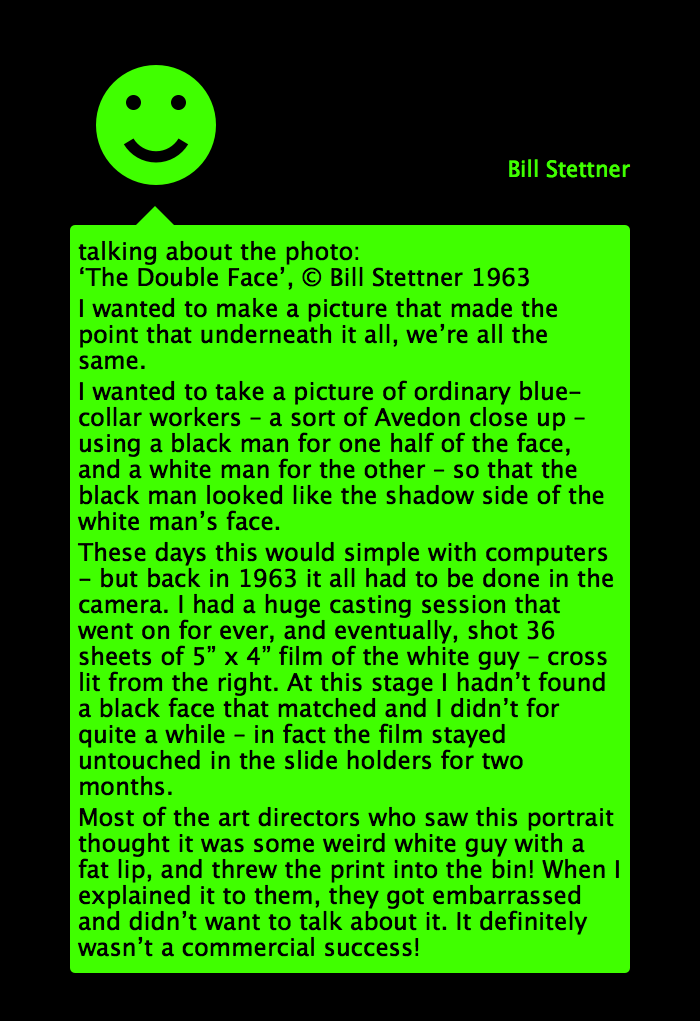 Bill Stettner
talking about the photo:
‘The Double Face’, © Bill Stettner 1963
I wanted to make a picture that made the
point that underneath it all, we’re all the
same.
I wanted to take a picture of ordinary blue-
collar workers – a sort of Avedon close up –
using a black man for one half of the face,
and a white man for the other – so that the
black man looked like the shadow side of the
white man’s face.
These days this would simple with computers
– but back in 1963 it all had to be done in the
camera. I had a huge casting session that
went on for ever, and eventually, shot 36
sheets of 5” x 4” film of the white guy – cross
lit from the right. At this stage I hadn’t found
a black face that matched and I didn’t for
quite a while – in fact the film stayed
untouched in the slide holders for two
months.
Most of the art directors who saw this portrait
thought it was some weird white guy with a
fat lip, and threw the print into the bin! When I
explained it to them, they got embarrassed
and didn’t want to talk about it. It definitely
wasn’t a commercial success!